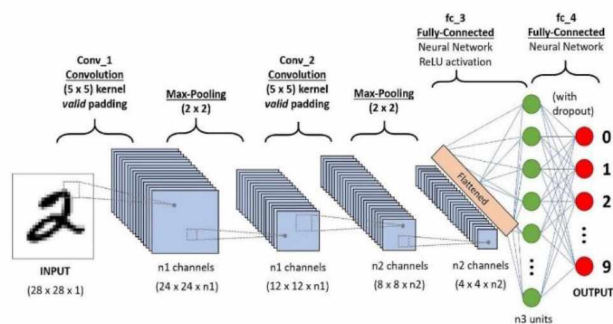 fc_3
Fully-Connected
Neural Network
ReLU activation
fc_4
Fully-Connected
Neural Network
Conv_1
Convolution
(5 x 5) kernel
valid padding
Max-Pooling
(2 x 2)
Conv_2
Convolution
(5 x 5) kernel
valid padding
Max-Pooling
(2 x 2)
(with
dropout)
Flattened
0
1
2
9
2
INPUT
(28 x 28 x 1)
n1 channels
(24 x 24 x n1)
n1 channels
(12 x 12 x n1)
n2 channels
(8 x 8 x n2)
n2 channels
(4 x 4 x n2)
OUTPUT
n3 units